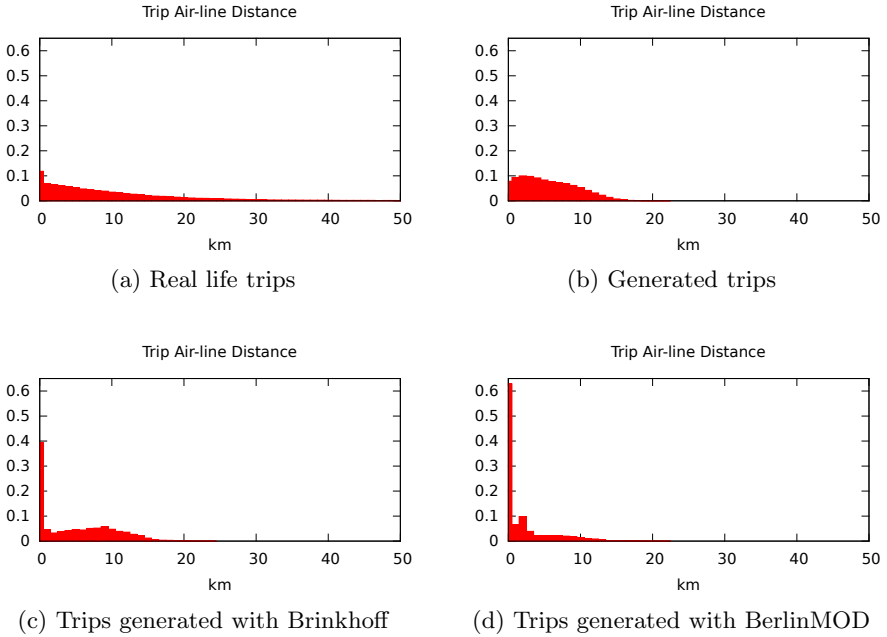 Trip Air-line Distance
0.6
0.5
0.4
0.3
0.2
0.1
0
0 10 20 30 40 50
km
(a) Real life trips
Trip Air-line Distance
0.6
0.5
0.4
0.3
0.2
0.1
0
0 10 20 30 40 50
km
(b) Generated trips
Trip Air-line Distance
0.6
0.5
0.4
0.3
0.2
0.1
0
0 10 20 30 40 50
km
(c) Trips generated with Brinkhoff
Trip Air-line Distance
0.6
0.5
0.4
0.3
0.2
0.1
0
0 10 20 30 40 50
km
(d) Trips generated with BerlinMOD